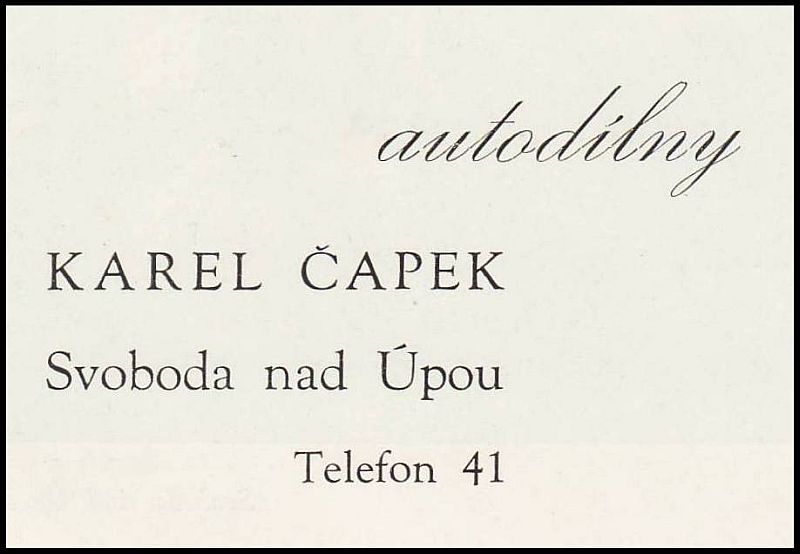 autodílny
KAREL ČAPEK
Svoboda nad Úpou
Telefon 41